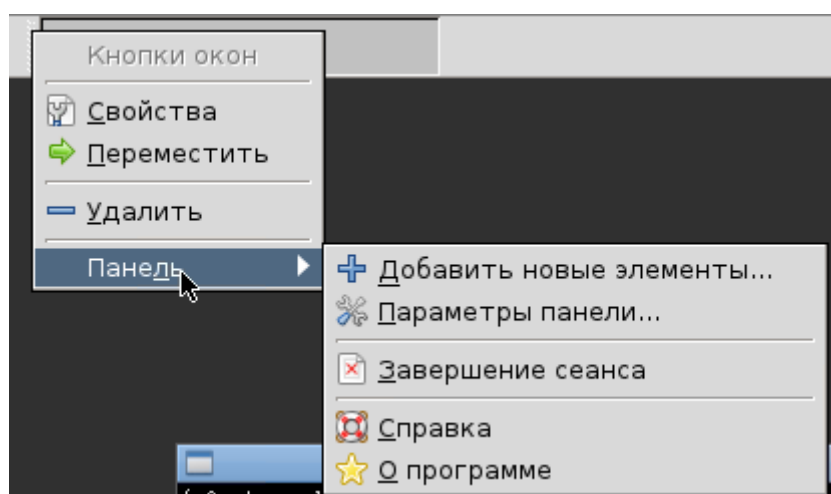 Кнопки окон
Свойства
Переместить
Удалить
Панель
Добавить новые элементы...
Параметры панели...
Завершение сеанса
Справка
О программе